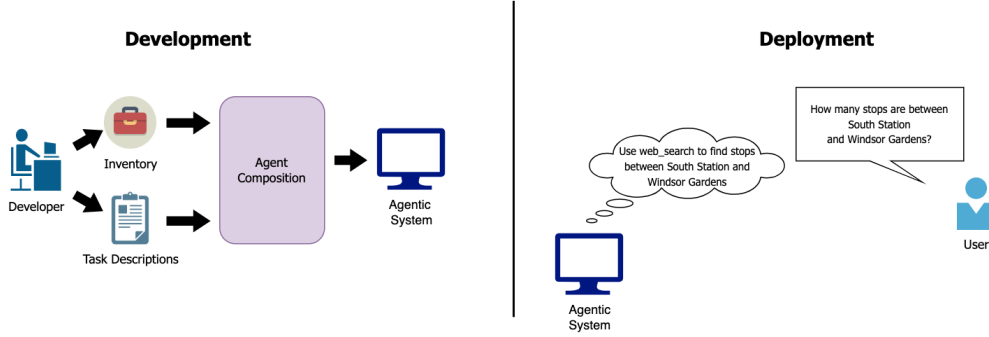 Development
Inventory
Developer
Task Descriptions
Agent
Composition
Agentic
System
Deployment
How many stops are between
South Station
and Windsor Gardens?
Use web_search to find stops
between South Station and
Windsor Gardens
User
Agentic
System